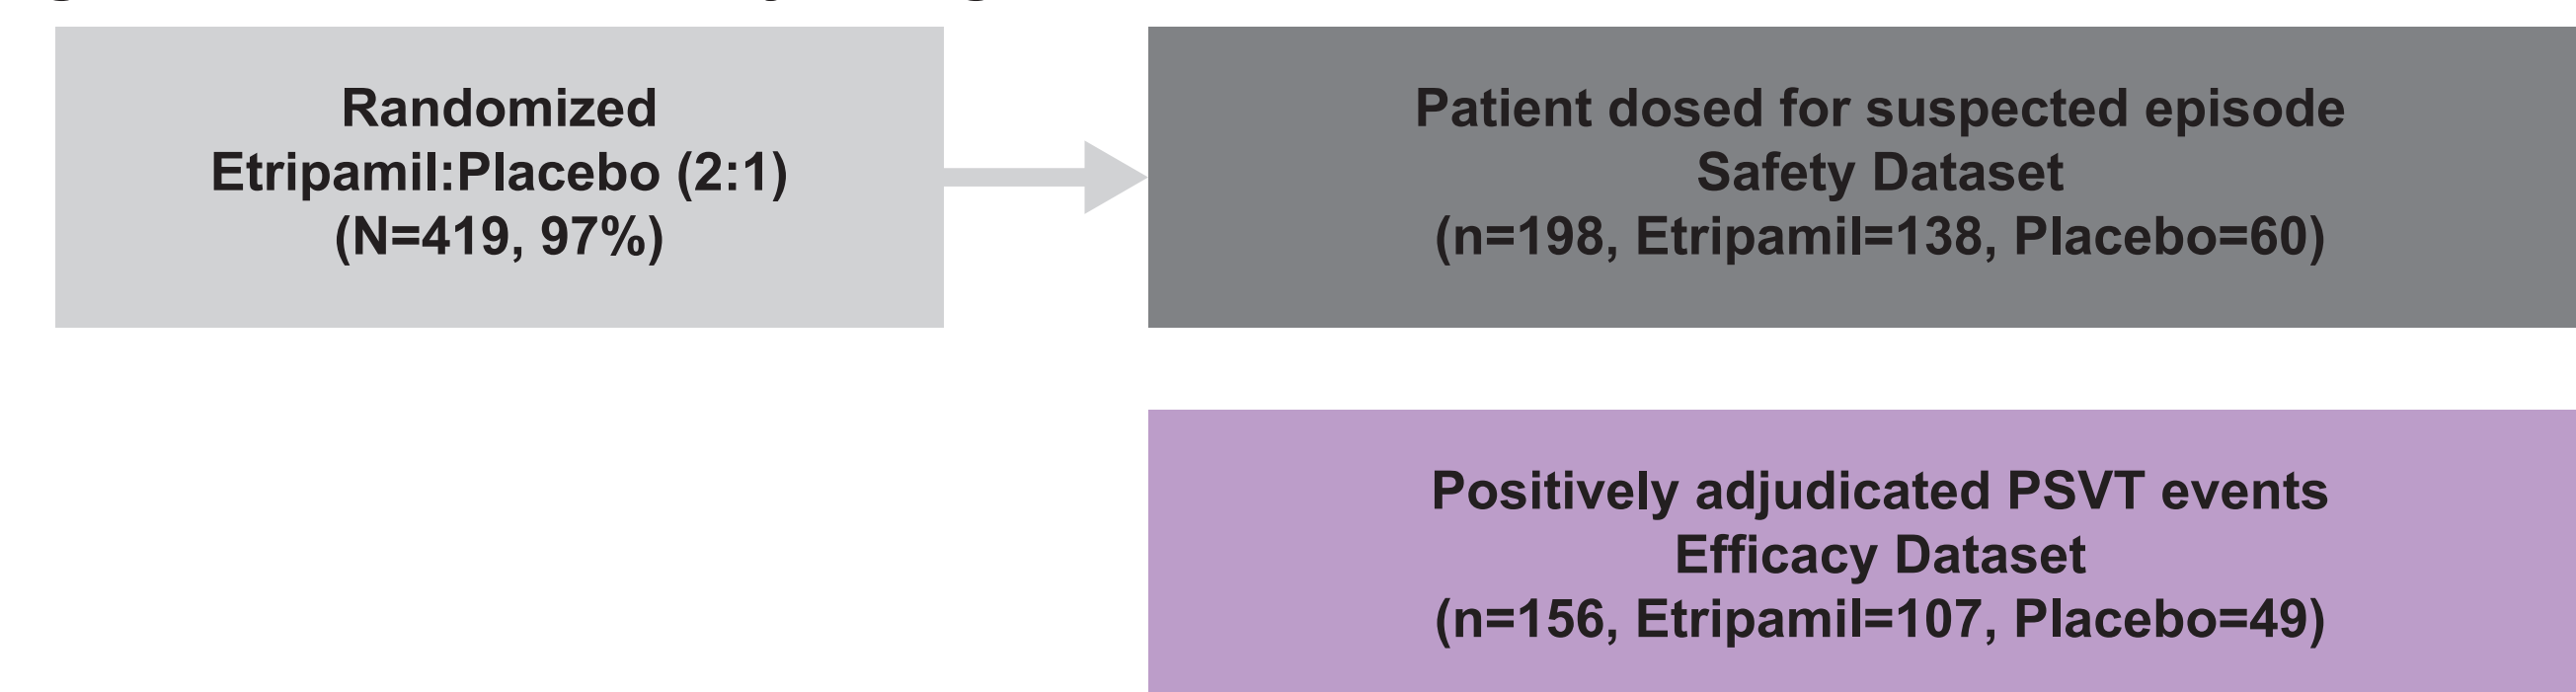 Randomized
Etripamil:Placebo (2:1)
(N=419, 97%)
Patient dosed for suspected episode
Safety Dataset
(n=198, Etripamil=138, Placebo=60)
Positively adjudicated PSVT events
Efficacy Dataset
(n=156, Etripamil=107, Placebo=49)